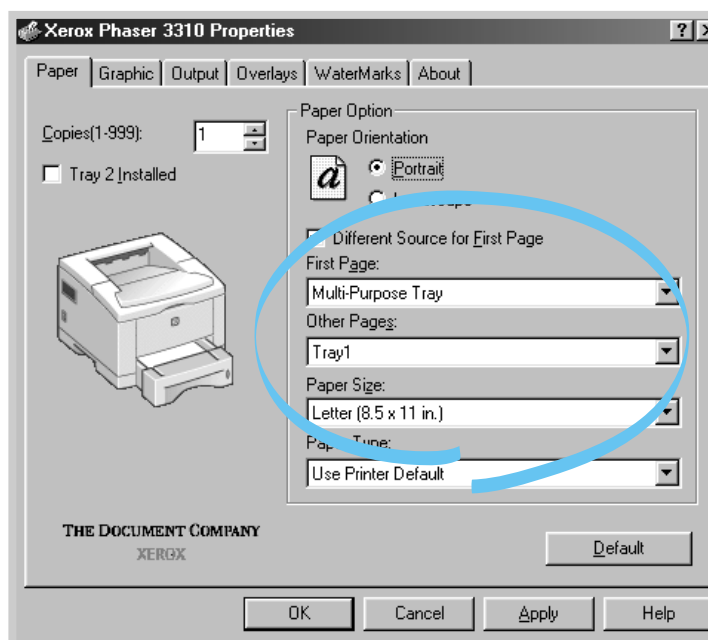 Xerox Phaser 3310 Properties
Paper Graphic Output Overlays WaterMarks About
Copies(1-999): 1
Tray 2 Installed
Paper Option
Paper Orientation
a
Portrait
Different Source for First Page
First Page:
Multi-Purpose Tray
Other Pages:
Tray1
Paper Size:
Letter (8.5 x 11 in.)
Paper Type:
Use Printer Default
THE DOCUMENT COMPANY
XEROX
Default
OK Cancel Apply Help